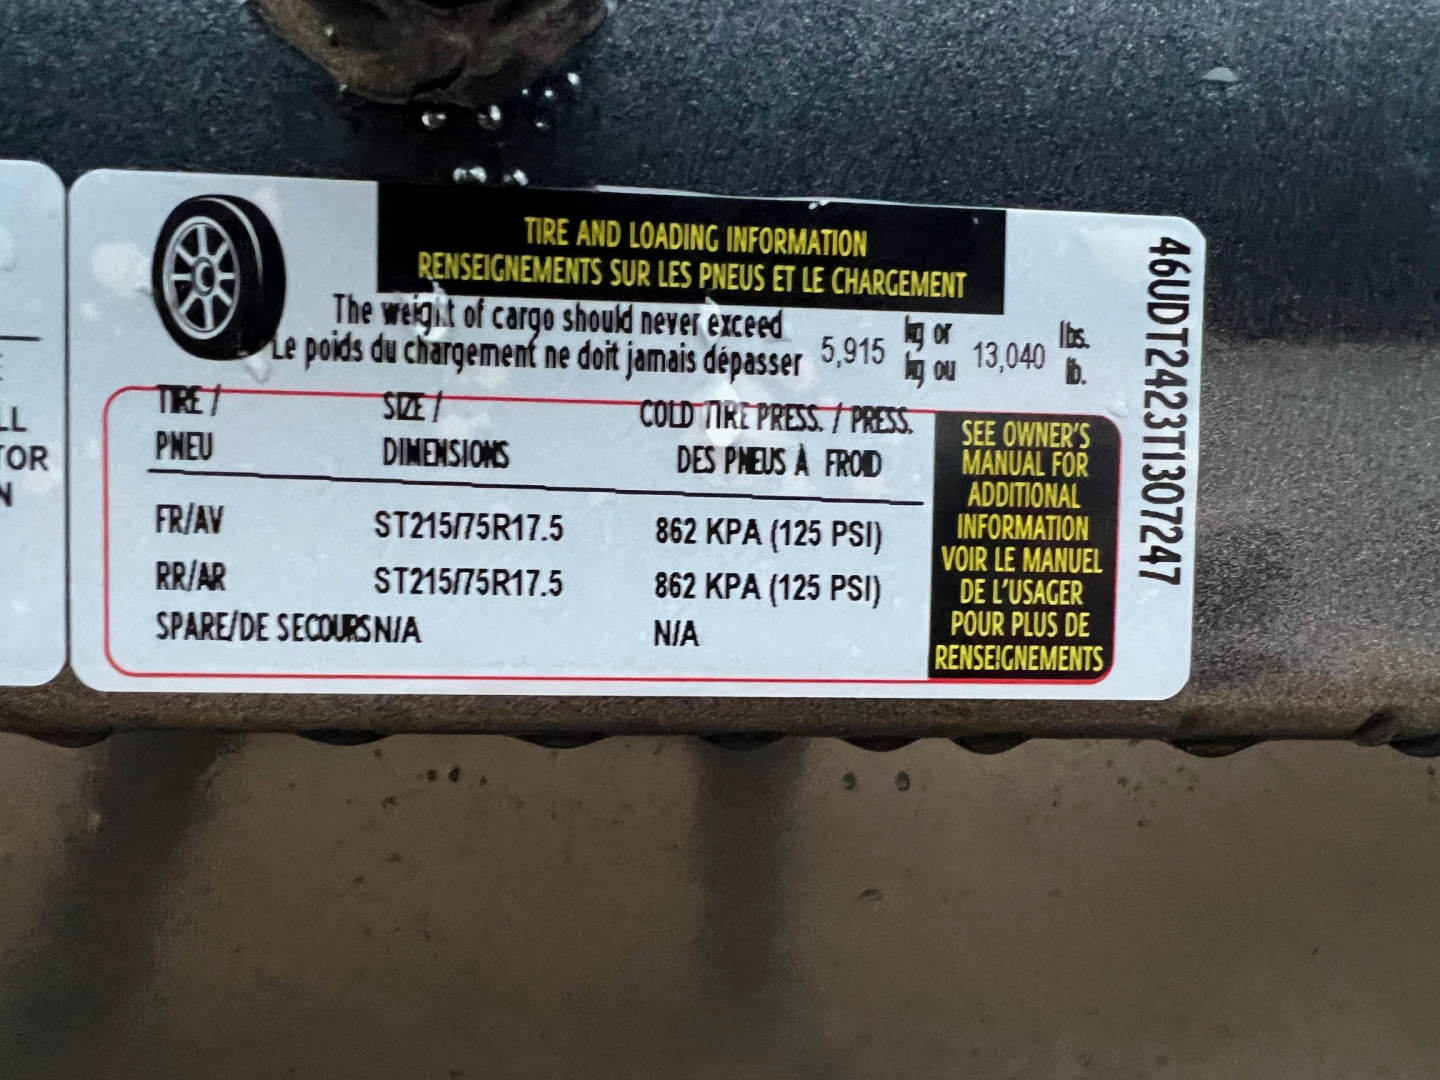 LL
TOR
N
TIRE AND LOADING INFORMATION
RENSEIGNEMENTS SUR LES PNEUS ET LE CHARGEMENT
The weight of cargo should never exceed 5,915 kg or 13,040 lbs.
Le poids du chargement ne doit jamais dépasser kg ou lb.
TIRE / SIZE / COLD TIRE PRESS. / PRESS.
PNEU DIMENSIONS DES PNEUS À FROID
FR/AV ST215/75R17.5 862 KPA (125 PSI)
RR/AR ST215/75R17.5 862 KPA (125 PSI)
SPARE/DE SECOURS N/A N/A
SEE OWNER'S
MANUAL FOR
ADDITIONAL
INFORMATION
VOIR LE MANUEL
DE L'USAGER
POUR PLUS DE
RENSEIGNEMENTS
46UDT2423T1307247